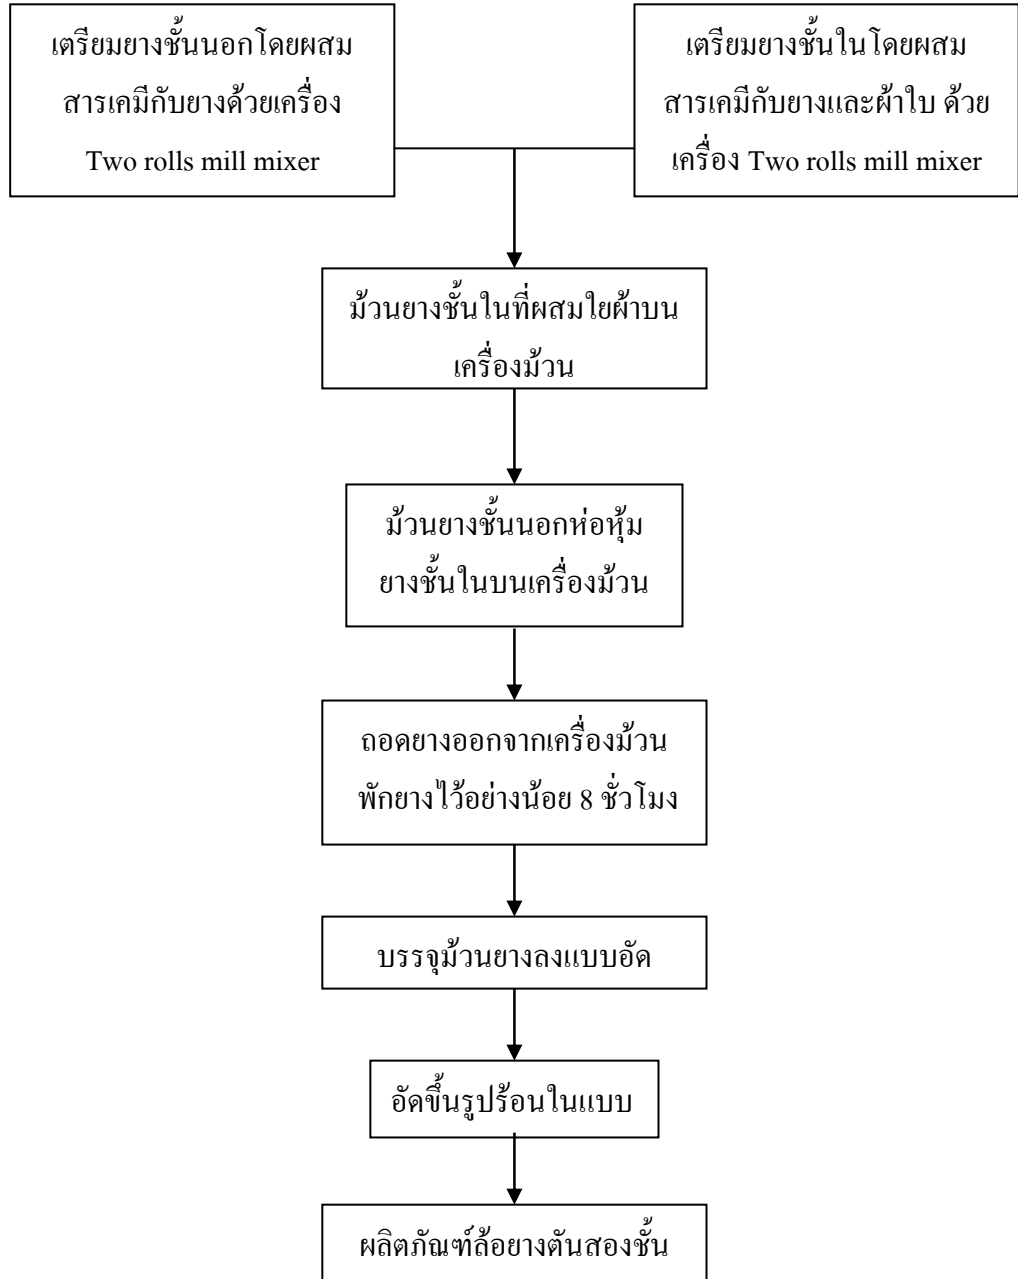 เตรียมยางชั้นนอกโดยผสม
สารเคมีกับยางด้วยเครื่อง
Two rolls mill mixer
เตรียมยางชั้นในโดยผสม
สารเคมีกับยางและผ้าใบ ด้วย
เครื่อง Two rolls mill mixer
ม้วนยางชั้นในที่ผสมใยผ้าบน
เครื่องม้วน
ม้วนยางชั้นนอกห่อหุ้ม
ยางชั้นในบนเครื่องม้วน
ถอดยางออกจากเครื่องม้วน
พักยางไว้อย่างน้อย 8 ชั่วโมง
บรรจุม้วนยางลงแบบอัด
อัดขึ้นรูปร้อนในแบบ
ผลิตภัณฑ์ล้อยางตันสองชั้น